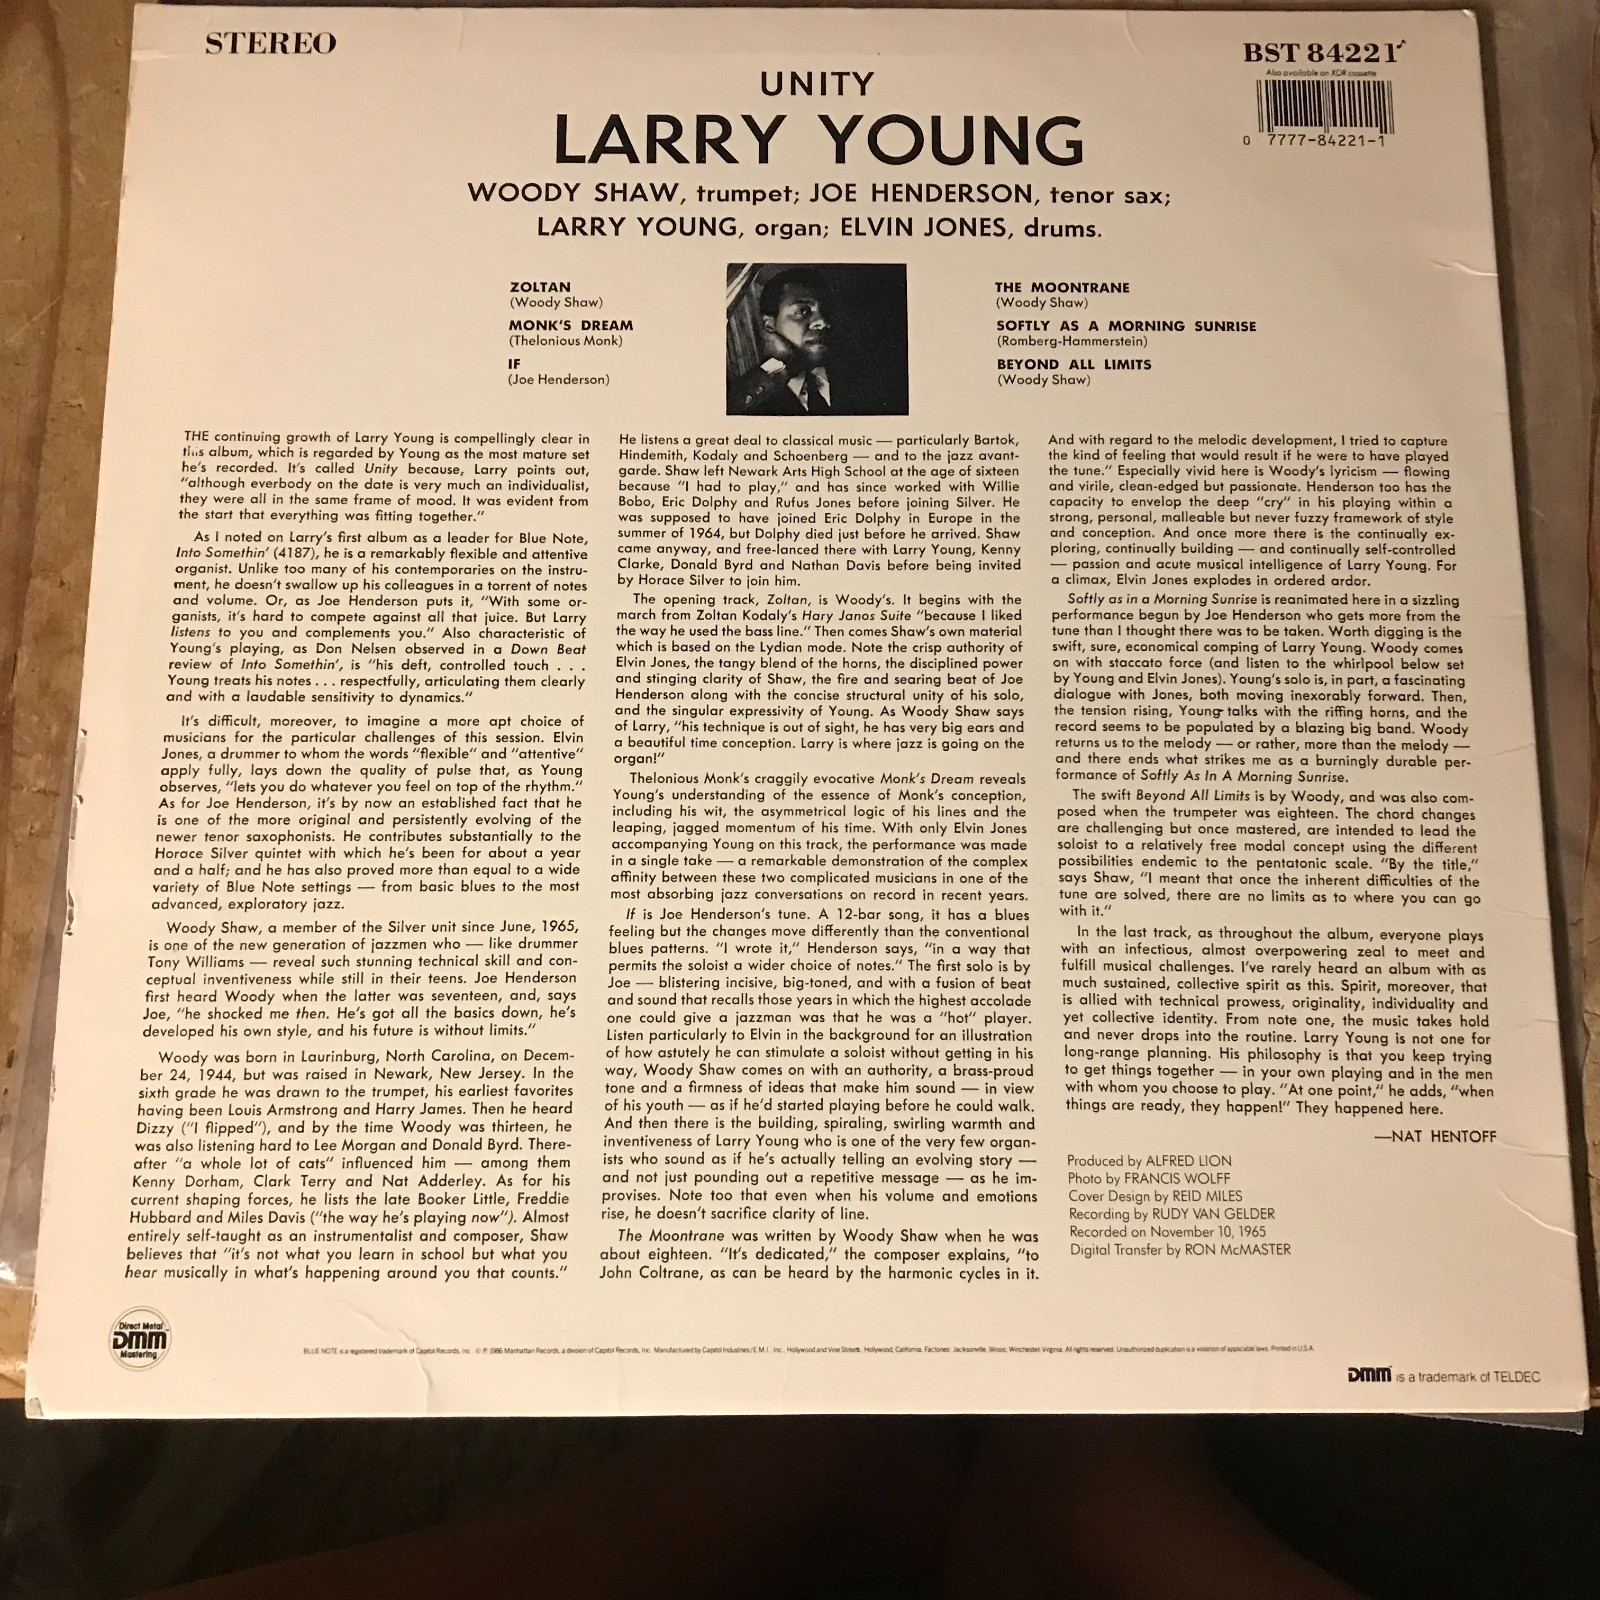 STEREO
BST 84221
Also available on XDR cassette
0 7777-84221-1
UNITY
LARRY YOUNG
WOODY SHAW, trumpet; JOE HENDERSON, tenor sax;
LARRY YOUNG, organ; ELVIN JONES, drums.
ZOLTAN
(Woody Shaw)
MONK'S DREAM
(Thelonious Monk)
IF
(Joe Henderson)
THE MOONTRANE
(Woody Shaw)
SOFTLY AS A MORNING SUNRISE
(Romberg-Hammerstein)
BEYOND ALL LIMITS
(Woody Shaw)
THE continuing growth of Larry Young is compellingly clear in
this album, which is regarded by Young as the most mature set
he's recorded. It's called Unity because, Larry points out,
"although everbody on the date is very much an individualist,
they were all in the same frame of mood. It was evident from
the start that everything was fitting together."
As I noted on Larry's first album as a leader for Blue Note,
Into Somethin' (4187), he is a remarkably flexible and attentive
organist. Unlike too many of his contemporaries on the instru-
ment, he doesn't swallow up his colleagues in a torrent of notes
and volume. Or, as Joe Henderson puts it, "With some or-
ganists, it's hard to compete against all that juice. But Larry
listens to you and complements you." Also characteristic of
Young's playing, as Don Nelsen observed in a Down Beat
review of Into Somethin', is "his deft, controlled touch . . .
Young treats his notes . . . respectfully, articulating them clearly
and with a laudable sensitivity to dynamics."
It's difficult, moreover, to imagine a more apt choice of
musicians for the particular challenges of this session. Elvin
Jones, a drummer to whom the words "flexible" and "attentive"
apply fully, lays down the quality of pulse that, as Young
observes, "lets you do whatever you feel on top of the rhythm."
As for Joe Henderson, it's by now an established fact that he
is one of the more original and persistently evolving of the
newer tenor saxophonists. He contributes substantially to the
Horace Silver quintet with which he's been for about a year
and a half; and he has also proved more than equal to a wide
variety of Blue Note settings — from basic blues to the most
advanced, exploratory jazz.
Woody Shaw, a member of the Silver unit since June, 1965,
is one of the new generation of jazzmen who — like drummer
Tony Williams — reveal such stunning technical skill and con-
ceptual inventiveness while still in their teens. Joe Henderson
first heard Woody when the latter was seventeen, and, says
Joe, "he shocked me then. He's got all the basics down, he's
developed his own style, and his future is without limits."
Woody was born in Laurinburg, North Carolina, on Decem-
ber 24, 1944, but was raised in Newark, New Jersey. In the
sixth grade he was drawn to the trumpet, his earliest favorites
having been Louis Armstrong and Harry James. Then he heard
Dizzy ("I flipped"), and by the time Woody was thirteen, he
was also listening hard to Lee Morgan and Donald Byrd. There-
after "a whole lot of cats" influenced him — among them
Kenny Dorham, Clark Terry and Nat Adderley. As for his
current shaping forces, he lists the late Booker Little, Freddie
Hubbard and Miles Davis ("the way he's playing now"). Almost
entirely self-taught as an instrumentalist and composer, Shaw
believes that "it's not what you learn in school but what you
hear musically in what's happening around you that counts."
He listens a great deal to classical music — particularly Bartok,
Hindemith, Kodaly and Schoenberg — and to the jazz avant-
garde. Shaw left Newark Arts High School at the age of sixteen
because "I had to play," and has since worked with Willie
Bobo, Eric Dolphy and Rufus Jones before joining Silver. He
was supposed to have joined Eric Dolphy in Europe in the
summer of 1964, but Dolphy died just before he arrived. Shaw
came anyway, and free-lanced there with Larry Young, Kenny
Clarke, Donald Byrd and Nathan Davis before being invited
by Horace Silver to join him.
The opening track, Zoltan, is Woody's. It begins with the
march from Zoltan Kodaly's Hary Janos Suite "because I liked
the way he used the bass line." Then comes Shaw's own material
which is based on the Lydian mode. Note the crisp authority of
Elvin Jones, the tangy blend of the horns, the disciplined power
and stinging clarity of Shaw, the fire and searing beat of Joe
Henderson along with the concise structural unity of his solo,
and the singular expressivity of Young. As Woody Shaw says
of Larry, "his technique is out of sight, he has very big ears and
a beautiful time conception. Larry is where jazz is going on the
organ!"
Thelonious Monk's craggily evocative Monk's Dream reveals
Young's understanding of the essence of Monk's conception,
including his wit, the asymmetrical logic of his lines and the
leaping, jagged momentum of his time. With only Elvin Jones
accompanying Young on this track, the performance was made
in a single take — a remarkable demonstration of the complex
affinity between these two complicated musicians in one of the
most absorbing jazz conversations on record in recent years.
If is Joe Henderson's tune. A 12-bar song, it has a blues
feeling but the changes move differently than the conventional
blues patterns. "I wrote it," Henderson says, "in a way that
permits the soloist a wider choice of notes." The first solo is by
Joe — blistering incisive, big-toned, and with a fusion of beat
and sound that recalls those years in which the highest accolade
one could give a jazzman was that he was a "hot" player.
Listen particularly to Elvin in the background for an illustration
of how astutely he can stimulate a soloist without getting in his
way, Woody Shaw comes on with an authority, a brass-proud
tone and a firmness of ideas that make him sound — in view
of his youth — as if he'd started playing before he could walk.
And then there is the building, spiraling, swirling warmth and
inventiveness of Larry Young who is one of the very few organ-
ists who sound as if he's actually telling an evolving story —
and not just pounding out a repetitive message — as he im-
provises. Note too that even when his volume and emotions
rise, he doesn't sacrifice clarity of line.
The Moontrane was written by Woody Shaw when he was
about eighteen. "It's dedicated," the composer explains, "to
John Coltrane, as can be heard by the harmonic cycles in it.
And with regard to the melodic development, I tried to capture
the kind of feeling that would result if he were to have played
the tune." Especially vivid here is Woody's lyricism — flowing
and virile, clean-edged but passionate. Henderson too has the
capacity to envelop the deep "cry" in his playing within a
strong, personal, malleable but never fuzzy framework of style
and conception. And once more there is the continually ex-
ploring, continually building — and continually self-controlled
— passion and acute musical intelligence of Larry Young. For
a climax, Elvin Jones explodes in ordered ardor.
Softly as in a Morning Sunrise is reanimated here in a sizzling
performance begun by Joe Henderson who gets more from the
tune than I thought there was to be taken. Worth digging is the
swift, sure, economical comping of Larry Young. Woody comes
on with staccato force (and listen to the whirlpool below set
by Young and Elvin Jones). Young's solo is, in part, a fascinating
dialogue with Jones, both moving inexorably forward. Then,
the tension rising, Young talks with the riffing horns, and the
record seems to be populated by a blazing big band. Woody
returns us to the melody — or rather, more than the melody —
and there ends what strikes me as a burningly durable per-
formance of Softly As In A Morning Sunrise.
The swift Beyond All Limits is by Woody, and was also com-
posed when the trumpeter was eighteen. The chord changes
are challenging but once mastered, are intended to lead the
soloist to a relatively free modal concept using the different
possibilities endemic to the pentatonic scale. "By the title,"
says Shaw, "I meant that once the inherent difficulties of the
tune are solved, there are no limits as to where you can go
with it."
In the last track, as throughout the album, everyone plays
with an infectious, almost overpowering zeal to meet and
fulfill musical challenges. I've rarely heard an album with as
much sustained, collective spirit as this. Spirit, moreover, that
is allied with technical prowess, originality, individuality and
yet collective identity. From note one, the music takes hold
and never drops into the routine. Larry Young is not one for
long-range planning. His philosophy is that you keep trying
to get things together — in your own playing and in the men
with whom you choose to play. "At one point," he adds, "when
things are ready, they happen!" They happened here.
—NAT HENTOFF
Produced by ALFRED LION
Photo by FRANCIS WOLFF
Cover Design by REID MILES
Recording by RUDY VAN GELDER
Recorded on November 10, 1965
Digital Transfer by RON McMASTER
Direct Metal
DMM
Mastering
BLUE NOTE is a registered trademark of Capitol Records, Inc. © ℗ 1986 Manhattan Records, a division of Capitol Records, Inc. Manufactured by Capitol Industries/E.M.I., Inc., Hollywood and Vine Streets, Hollywood, California. Factories: Jacksonville, Illinois, Winchester, Virginia. All rights reserved. Unauthorized duplication is a violation of applicable laws. Printed in U.S.A.
DMM is a trademark of TELDEC